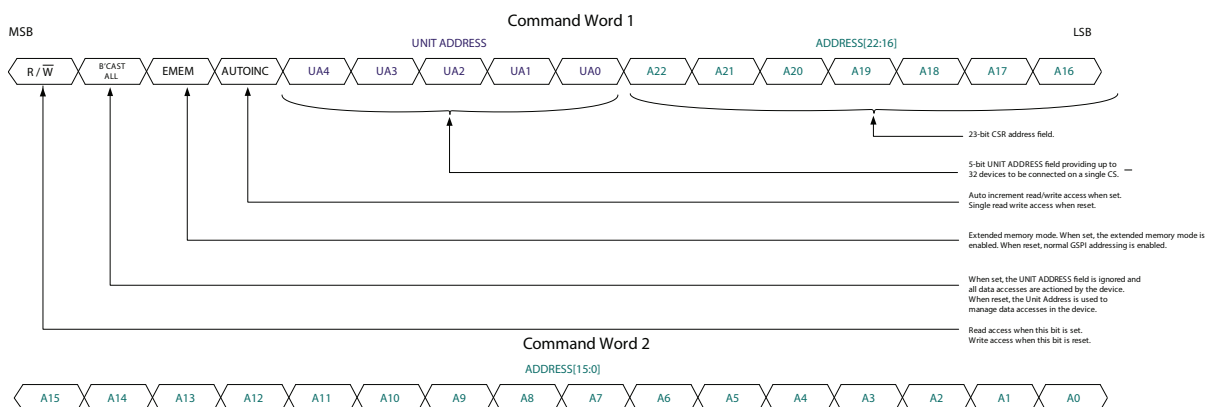 Command Word 1
MSB
LSB
UNIT ADDRESS
ADDRESS[22:16]
R / W B'CAST ALL EMEM AUTOINC UA4 UA3 UA2 UA1 UA0 A22 A21 A20 A19 A18 A17 A16
23-bit CSR address field.
5-bit UNIT ADDRESS field providing up to
32 devices to be connected on a single CS.
Auto increment read/write access when set.
Single read write access when reset.
Extended memory mode. When set, the extended memory mode is
enabled. When reset, normal GSPI addressing is enabled.
When set, the UNIT ADDRESS field is ignored and
all data accesses are actioned by the device.
When reset, the Unit Address is used to
manage data accesses in the device.
Read access when this bit is set.
Write access when this bit is reset.
Command Word 2
ADDRESS[15:0]
A15 A14 A13 A12 A11 A10 A9 A8 A7 A6 A5 A4 A3 A2 A1 A0